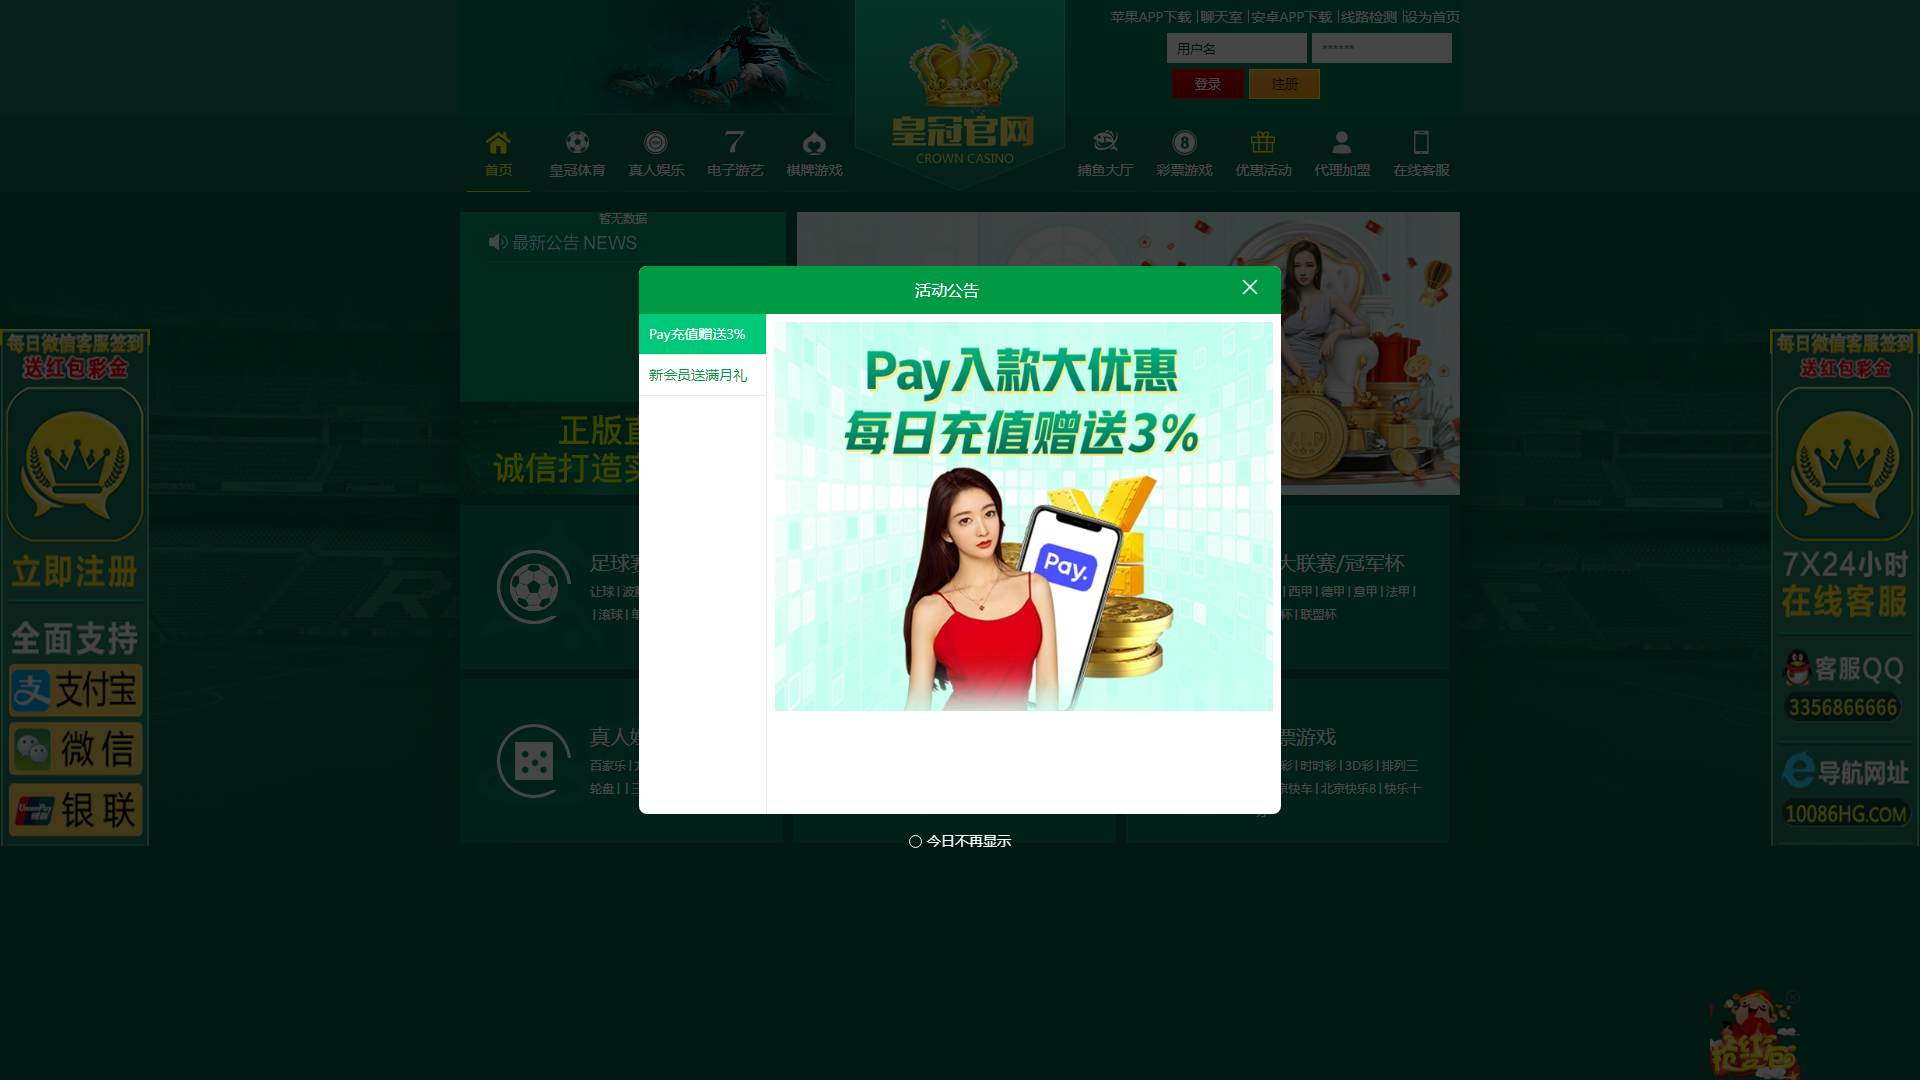 苹果APP下载 |聊天室 |安卓APP下载 |线路检测 |设为首页
用户名
******
登录
注册
皇冠官网
CROWN CASINO
首页
皇冠体育
真人娱乐
电子游艺
棋牌游戏
捕鱼大厅
彩票游戏
优惠活动
代理加盟
在线客服
暂无数据
最新公告 NEWS
活动公告
Pay充值赠送3%
新会员送满月礼
Pay入款大优惠
每日充值赠送3%
Pay.
今日不再显示
每日微信客服签到
送红包彩金
立即注册
全面支持
支付宝
微信
UnionPay
银联
银联
正版直
诚信打造实
V.I.P
足球赛
让球 | 波
| 滚球 |
大联赛/冠军杯
| 西甲 | 德甲 | 意甲 | 法甲 |
杯 | 联盟杯
真人娱
百家乐 |
轮盘 | | 三
票游戏
彩 | 时时彩 | 3D彩 | 排列三
京快车 | 北京快乐8 | 快乐十
分
每日微信客服签到
送红包彩金
7X24小时
在线客服
客服QQ
3356866666
导航网址
10086HG.COM
抢红包